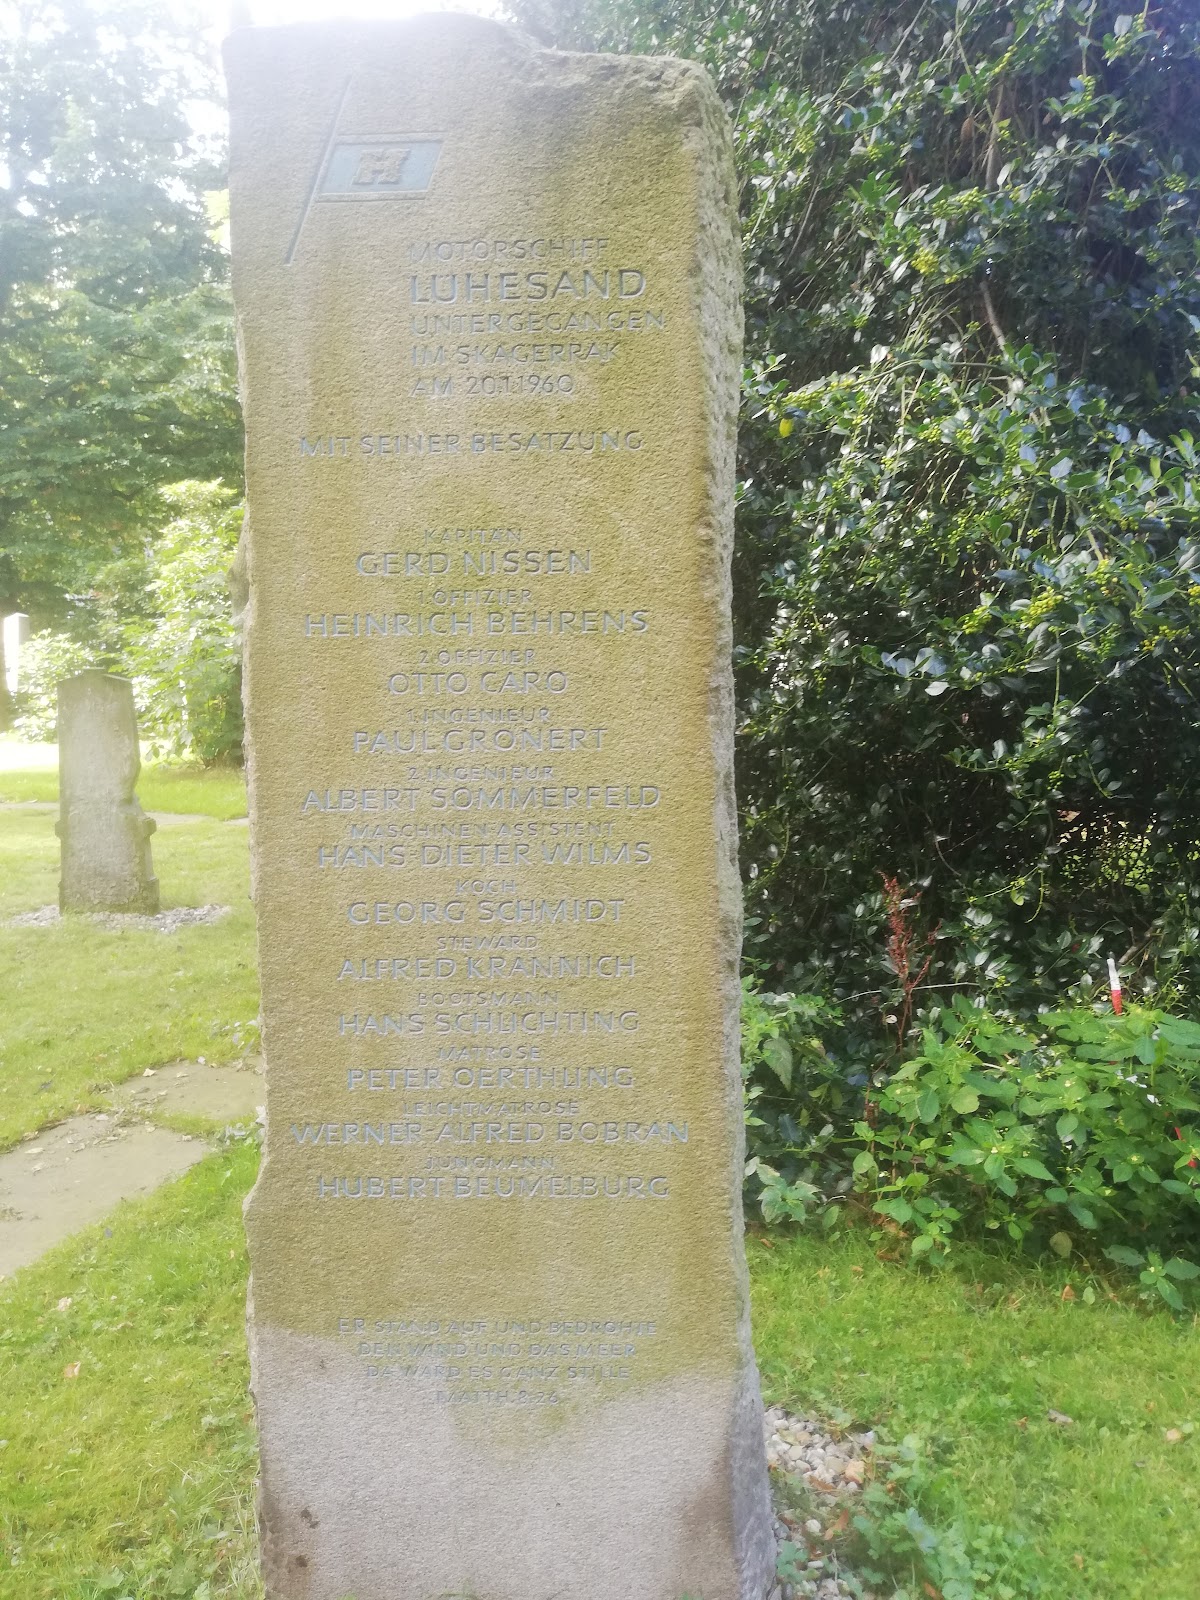 H
MOTORSCHIFF
LÜHESAND
UNTERGEGANGEN
IM SKAGERRAK
AM 20.1.1960
MIT SEINER BESATZUNG
KAPITÄN
GERD NISSEN
1.OFFIZIER
HEINRICH BEHRENS
2.OFFIZIER
OTTO CARO
1.INGENIEUR
PAUL GRÖNERT
2.INGENIEUR
ALBERT SOMMERFELD
MASCHINEN-ASSISTENT
HANS-DIETER WILMS
KOCH
GEORG SCHMIDT
STEWARD
ALFRED KRANNICH
BOOTSMANN
HANS SCHLICHTING
MATROSE
PETER OERTHLING
LEICHTMATROSE
WERNER-ALFRED BOBRAN
JUNGMANN
HUBERT BEUMELBURG
ER STAND AUF UND BEDROHTE
DEN WIND UND DAS MEER
DA WARD ES GANZ STILLE
MATTH. 8.26